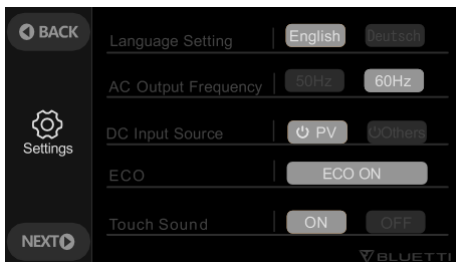 BACK
Language Setting English Deutsch
AC Output Frequency 50Hz 60Hz
DC Input Source PV Others
Settings
ECO ECO ON
Touch Sound ON OFF
NEXT
BLUETTI